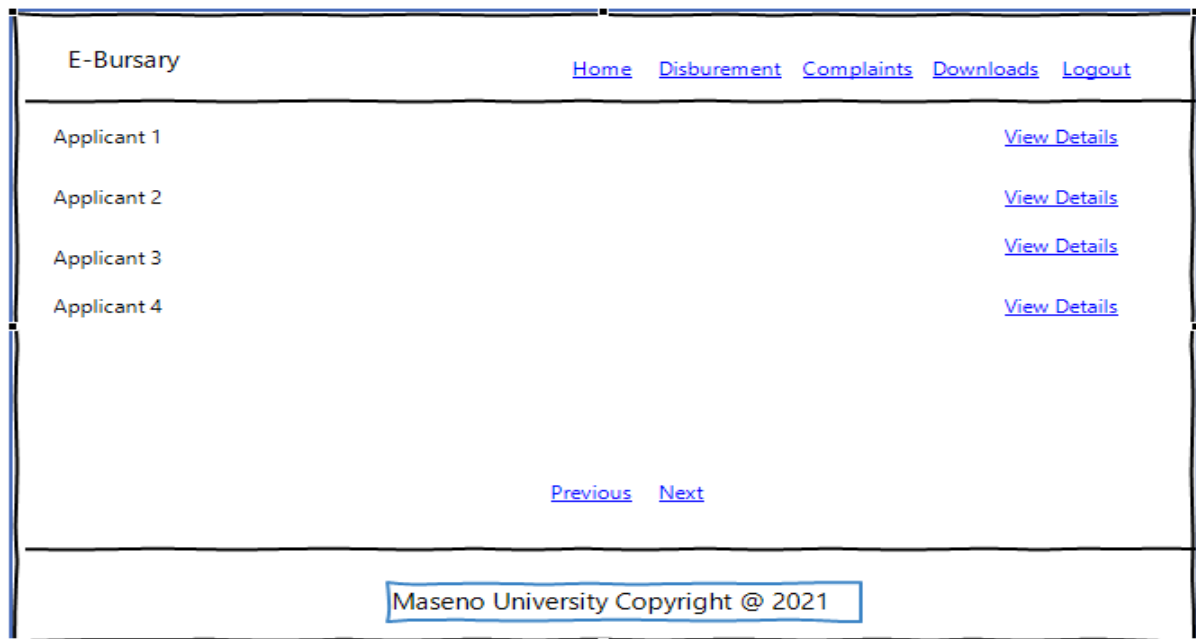 E-Bursary
Home Disburement Complaints Downloads Logout
Applicant 1 View Details
Applicant 2 View Details
Applicant 3 View Details
Applicant 4 View Details
Previous Next
Maseno University Copyright @ 2021